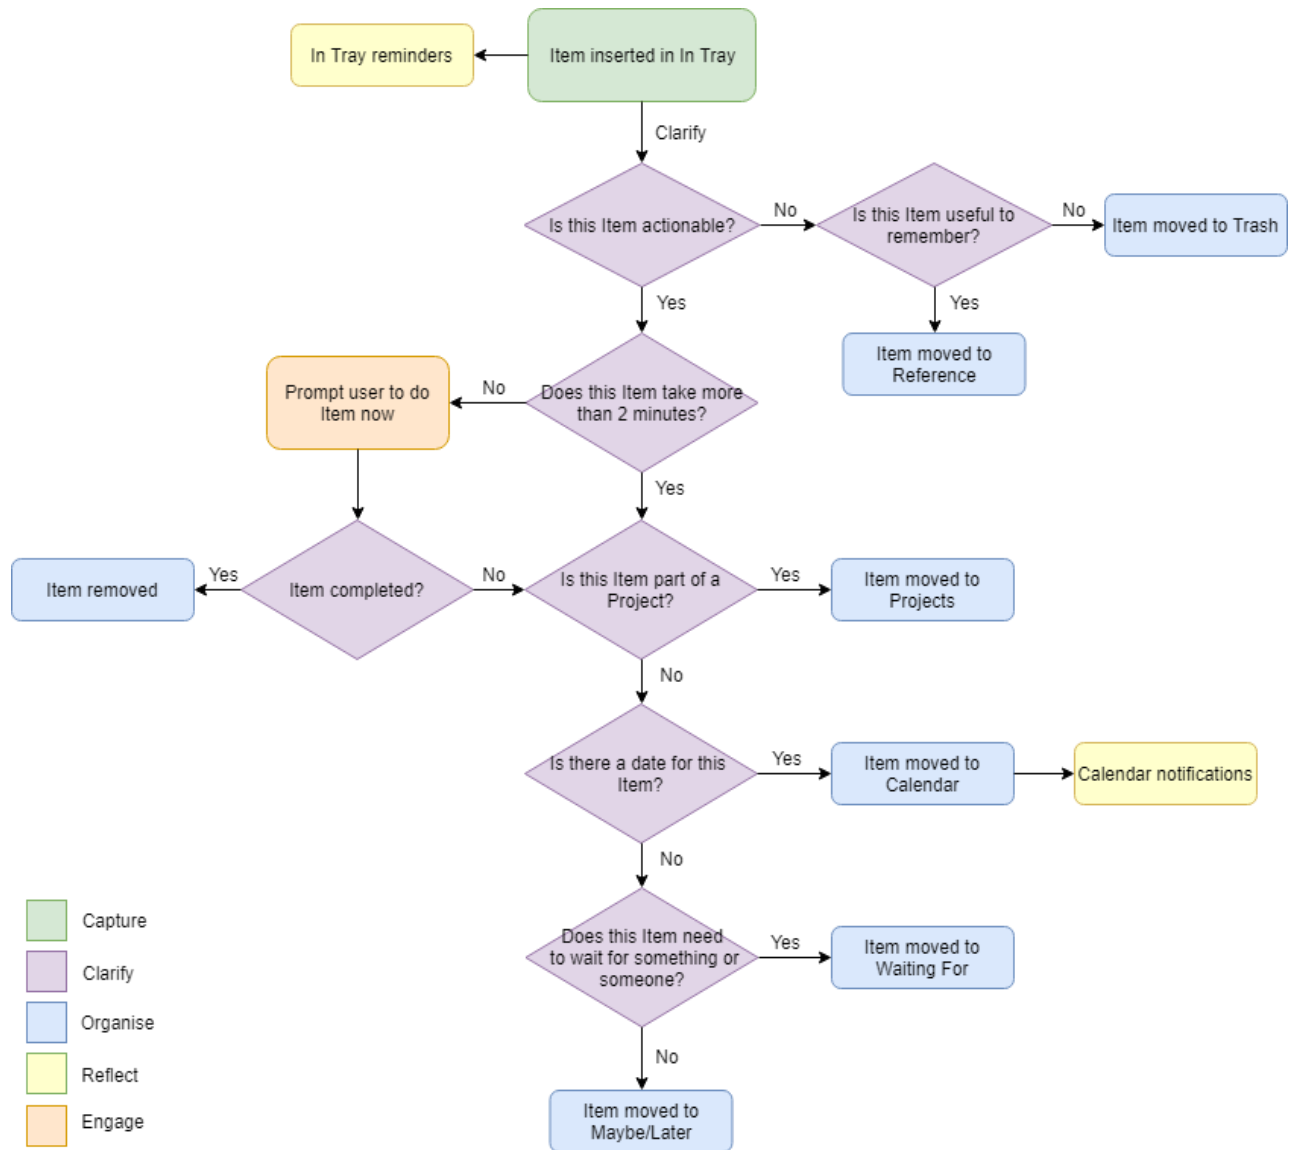 In Tray reminders
Item inserted in In Tray
Clarify
Is this Item actionable?
No
Is this Item useful to
remember?
No
Item moved to Trash
Yes
Yes
Item moved to
Reference
Prompt user to do
Item now
No
Does this Item take more
than 2 minutes?
Yes
Item removed
Yes
Item completed?
No
Is this Item part of a
Project?
Yes
Item moved to
Projects
No
Is there a date for this
Item?
Yes
Item moved to
Calendar
Calendar notifications
No
Does this Item need
to wait for something or
someone?
Yes
Item moved to
Waiting For
No
Item moved to
Maybe/Later
Capture
Clarify
Organise
Reflect
Engage